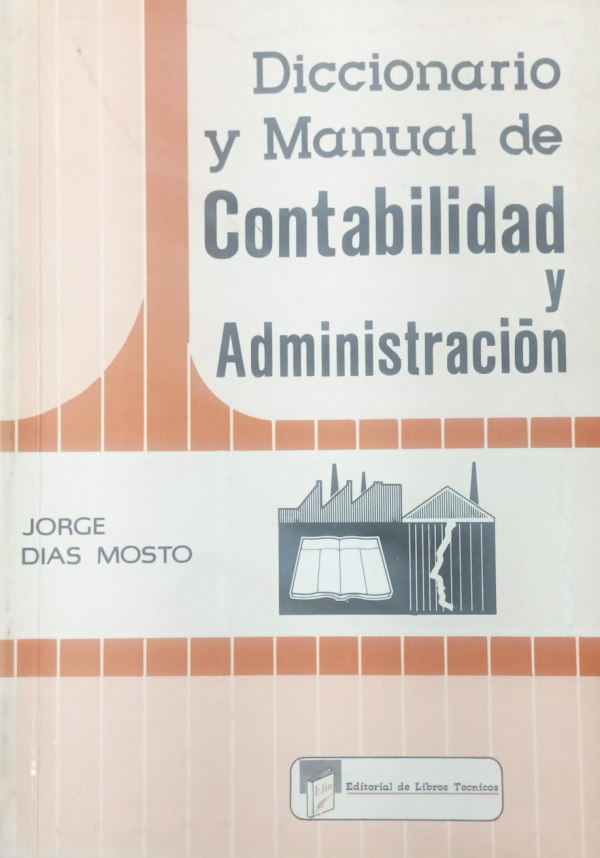 Diccionario
y Manual de
Contabilidad
y
Administración
JORGE
DIAS MOSTO
Editorial de Libros Tecnicos